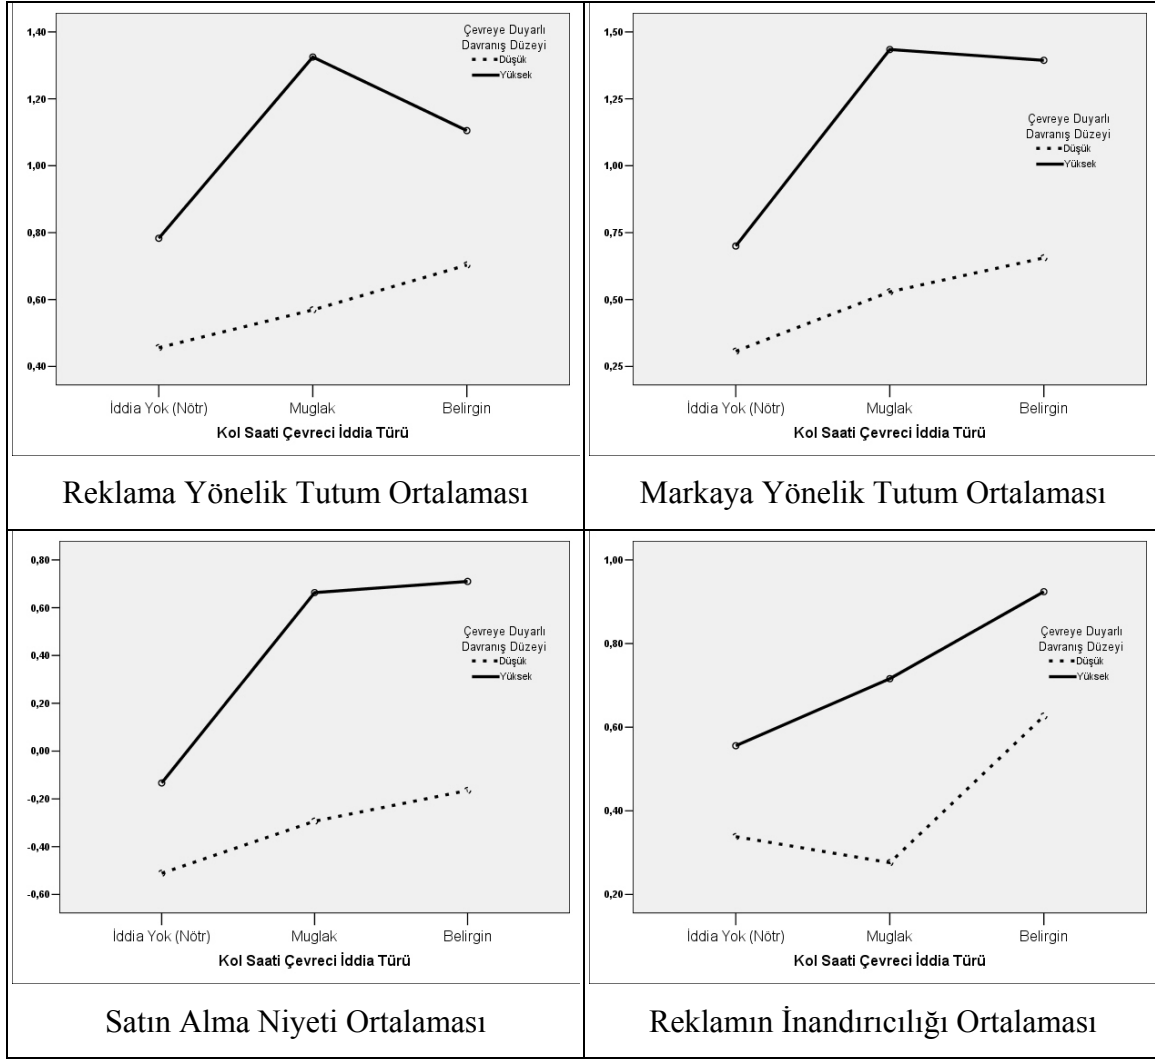 1,40
1,20
1,00
0,80
0,60
0,40
Çevreye Duyarlı
Davranış Düzeyi
Düşük
Yüksek
İddia Yok (Nötr)
Muglak
Belirgin
Kol Saati Çevreci İddia Türü
Reklama Yönelik Tutum Ortalaması
1,50
1,25
1,00
0,75
0,50
0,25
Çevreye Duyarlı
Davranış Düzeyi
Düşük
Yüksek
İddia Yok (Nötr)
Muglak
Belirgin
Kol Saati Çevreci İddia Türü
Markaya Yönelik Tutum Ortalaması
0,80
0,60
0,40
0,20
0,00
-0,20
-0,40
-0,60
Çevreye Duyarlı
Davranış Düzeyi
Düşük
Yüksek
İddia Yok (Nötr)
Muglak
Belirgin
Kol Saati Çevreci İddia Türü
Satın Alma Niyeti Ortalaması
1,00
0,80
0,60
0,40
0,20
Çevreye Duyarlı
Davranış Düzeyi
Düşük
Yüksek
İddia Yok (Nötr)
Muglak
Belirgin
Kol Saati Çevreci İddia Türü
Reklamın İnandırıcılığı Ortalaması